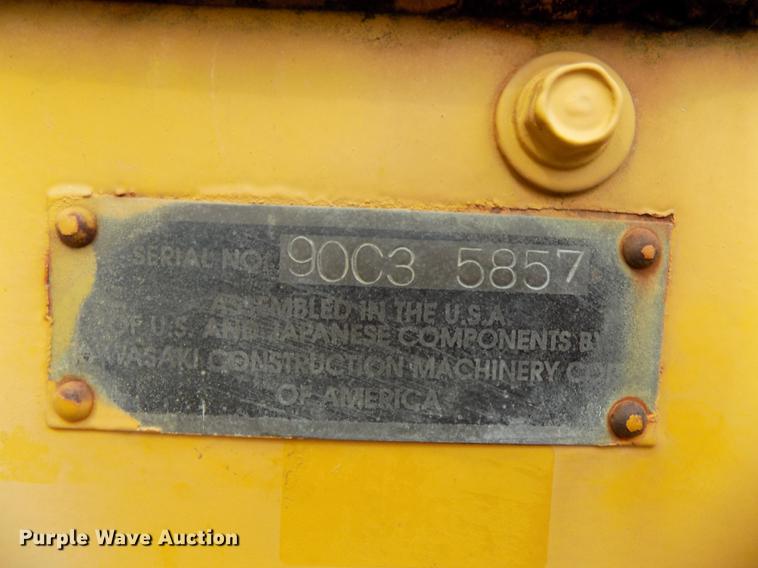 SERIAL NO. 90C3 5857
ASSEMBLED IN THE U.S.A.
OF U.S. AND JAPANESE COMPONENTS BY
KAWASAKI CONSTRUCTION MACHINERY CORP
OF AMERICA
Purple Wave Auction